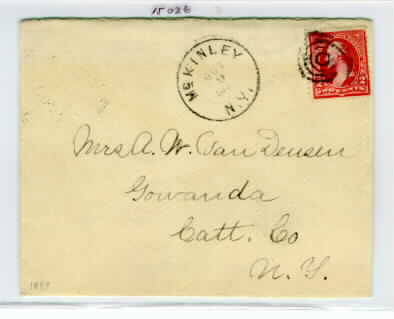 15026
McKINLEY
N.Y.
Mrs A. W. Van Deusen
Gowanda
Catt. Co
N. Y.